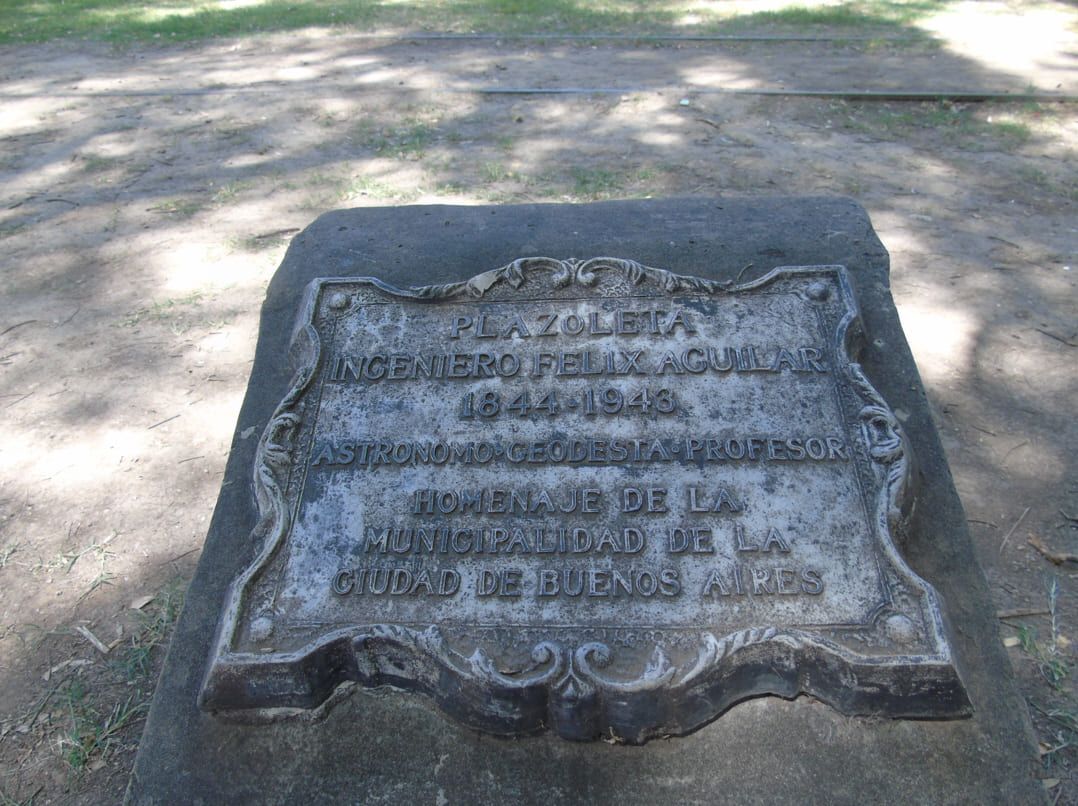 PLAZOLETA
INGENIERO FELIX AGUILAR
1844-1943
ASTRONOMO·GEODESTA·PROFESOR
HOMENAJE DE LA
MUNICIPALIDAD DE LA
CIUDAD DE BUENOS AIRES